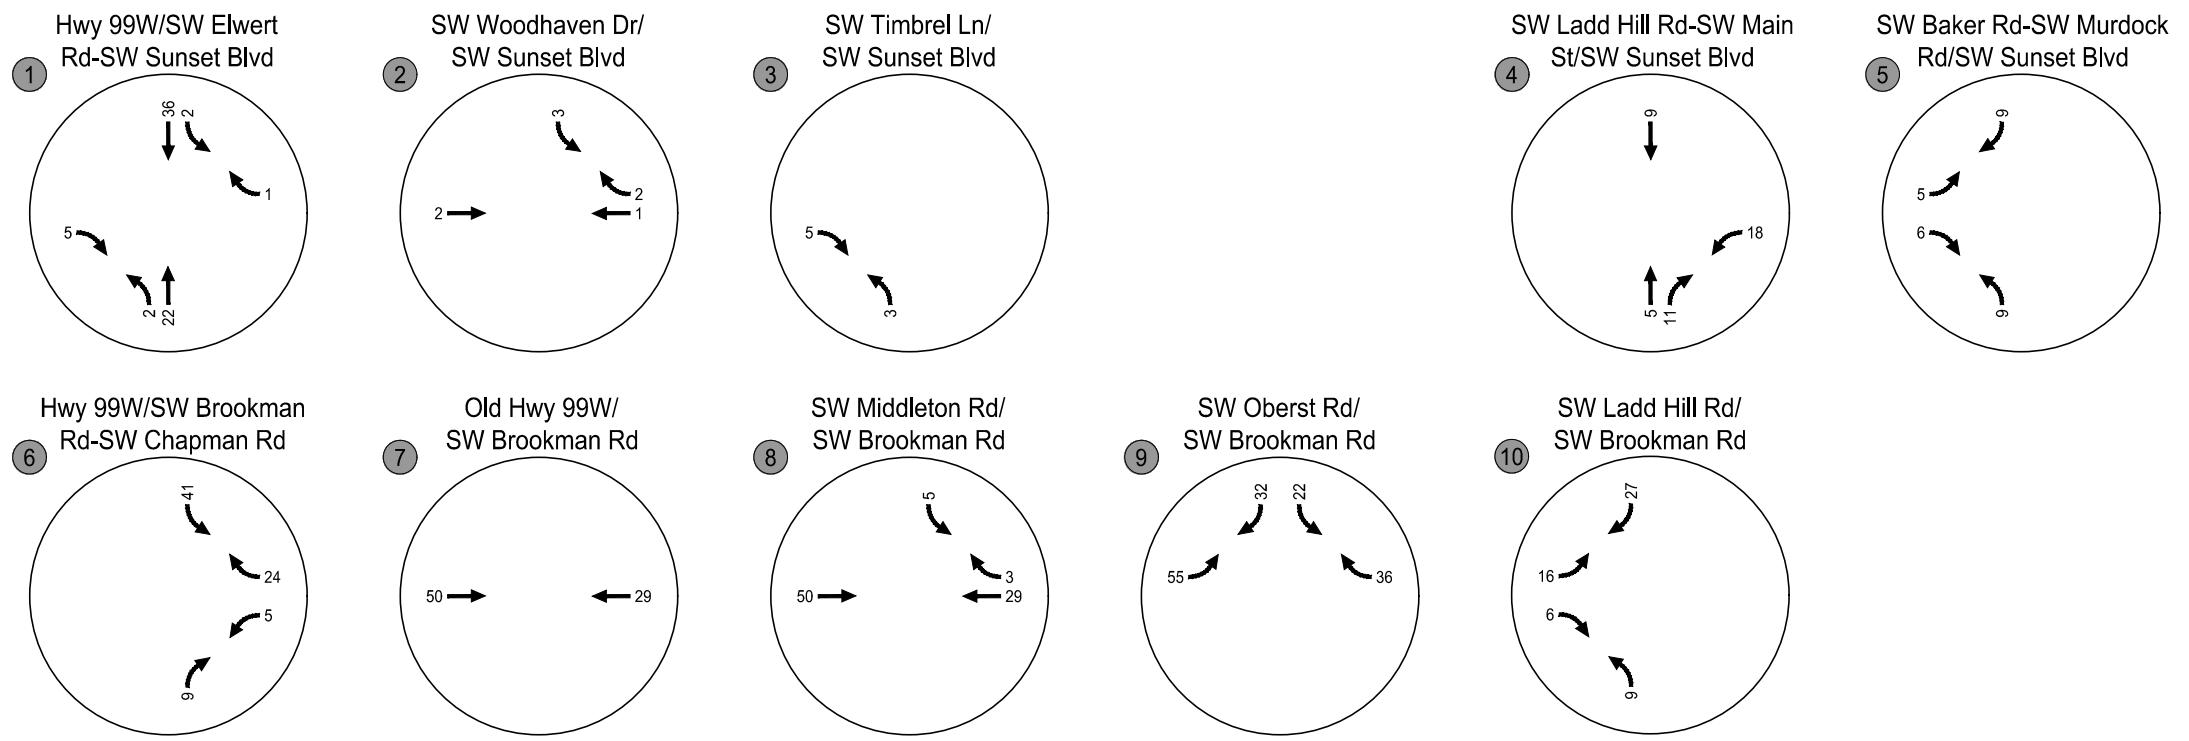 Hwy 99W/SW Elwert
Rd-SW Sunset Blvd
1
36
2
1
5
2
22
SW Woodhaven Dr/
SW Sunset Blvd
2
3
2
2
1
SW Timbrel Ln/
SW Sunset Blvd
3
5
3
SW Ladd Hill Rd-SW Main
St/SW Sunset Blvd
4
9
18
5
11
SW Baker Rd-SW Murdock
Rd/SW Sunset Blvd
5
9
5
6
9
Hwy 99W/SW Brookman
Rd-SW Chapman Rd
6
41
24
5
9
Old Hwy 99W/
SW Brookman Rd
7
50
29
SW Middleton Rd/
SW Brookman Rd
8
5
3
50
29
SW Oberst Rd/
SW Brookman Rd
9
32
22
55
36
SW Ladd Hill Rd/
SW Brookman Rd
10
27
16
6
9